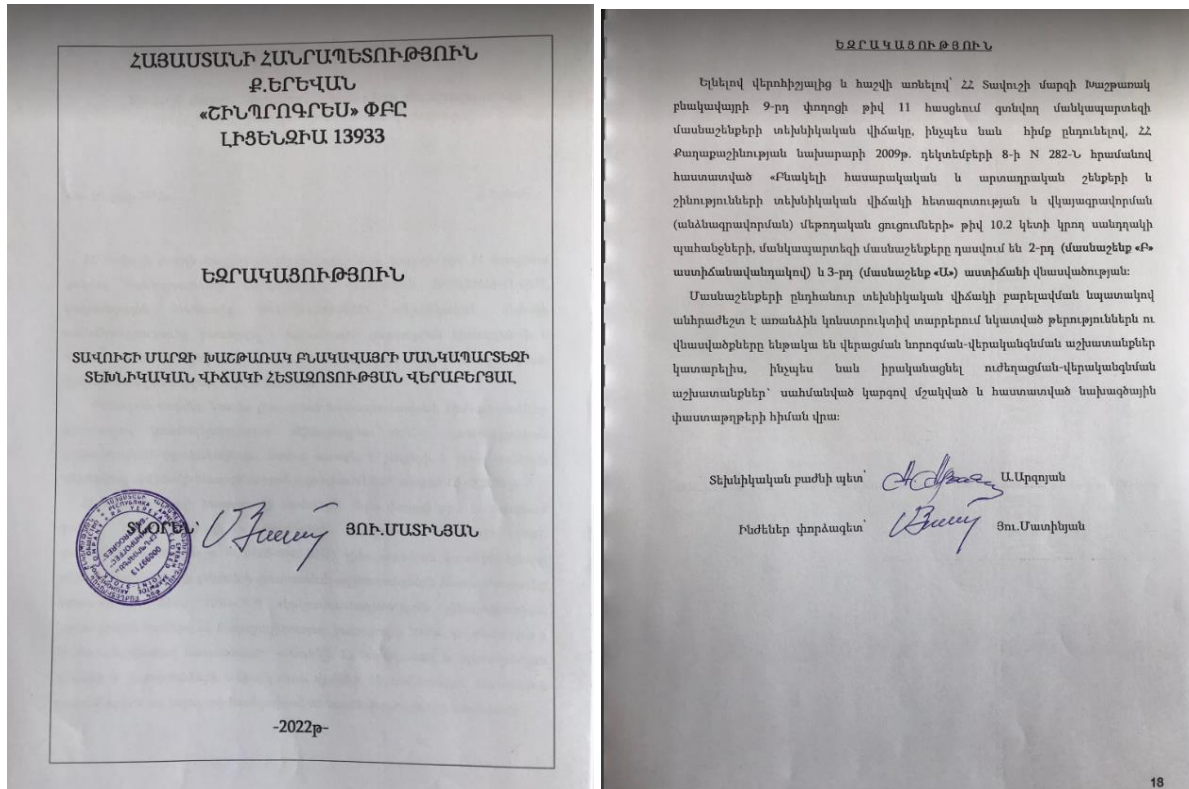 ՀԱՅԱՍՏԱՆԻ ՀԱՆՐԱՊԵՏՈՒԹՅՈՒՆ
Ք.ԵՐԵՎԱՆ
«ՇԻՆՊՐՈԳՐԵՍ» ՓԲԸ
ԼԻՑԵՆԶԻԱ 13933
ԵԶՐԱԿԱՑՈՒԹՅՈՒՆ
ՏԱՎՈՒՇԻ ՄԱՐԶԻ ԽԱՇԹԱՌԱԿ ԲՆԱԿԱՎԱՅՐԻ ՄԱՆԿԱՊԱՐՏԵԶԻ
ՏԵԽՆԻԿԱԿԱՆ ՎԻՃԱԿԻ ՀԵՏԱԶՈՏՈՒԹՅԱՆ ՎԵՐԱԲԵՐՅԱԼ
ՏՆՕՐԵՆ՝ ՅՈՒ.ՄԱՏԻՆՅԱՆ
00099713
-2022թ-
ԵԶՐԱԿԱՑՈՒԹՅՈՒՆ
Ելնելով վերոհիշյալից և հաշվի առնելով՝ ՀՀ Տավուշի մարզի Խաշթառակ
բնակավայրի 9-րդ փողոցի թիվ 11 հասցեում գտնվող մանկապարտեզի
մասնաշենքերի տեխնիկական վիճակը, ինչպես նաև հիմք ընդունելով, ՀՀ
Քաղաքաշինության նախարարի 2009թ. դեկտեմբերի 8-ի N 282-Ն հրամանով
հաստատված «Բնակելի հասարակական և արտադրական շենքերի և
շինությունների տեխնիկական վիճակի հետազոտության և վկայագրավորման
(անձնագրավորման) մեթոդական ցուցումների» թիվ 10.2 կետի կրող սանդղակի
պահանջների, մանկապարտեզի մասնաշենքերը դասվում են 2-րդ (մասնաշենք «Բ»
աստիճանավանդակով) և 3-րդ (մասնաշենք «Ա») աստիճանի վնասվածության:
Մասնաշենքերի ընդհանուր տեխնիկական վիճակի բարելավման նպատակով
անհրաժեշտ է առանձին կոնստրուկտիվ տարրերում նկատված թերություններն ու
վնասվածքները ենթակա են վերացման նորոգման-վերականգնման աշխատանքներ
կատարելիս, ինչպես նաև իրականացնել ուժեղացման-վերականգնման
աշխատանքներ՝ սահմանված կարգով մշակված և հաստատված նախագծային
փաստաթղթերի հիման վրա:
Տեխնիկական բաժնի պետ՝ Ա.Արզոյան
Ինժեներ փորձագետ՝ Յու.Մատինյան
18